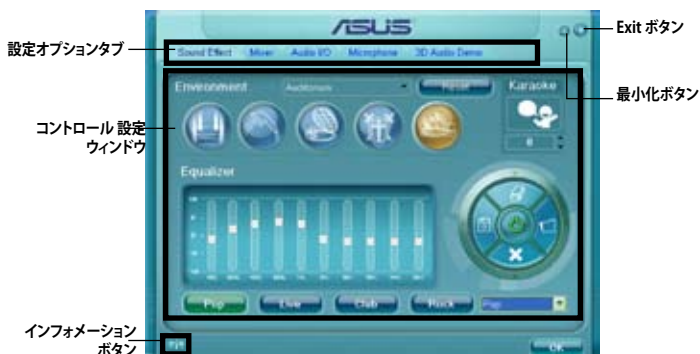 ASUS
Exit ボタン
設定オプションタブ
Sound Effect Mixer Audio I/O Microphone 3D Audio Demo
最小化ボタン
Environment Auditorium Reset Karaoke
コントロール 設定
ウィンドウ
0
Equalizer
Pop Live Club Rock Pop
インフォメーション
ボタン
OK